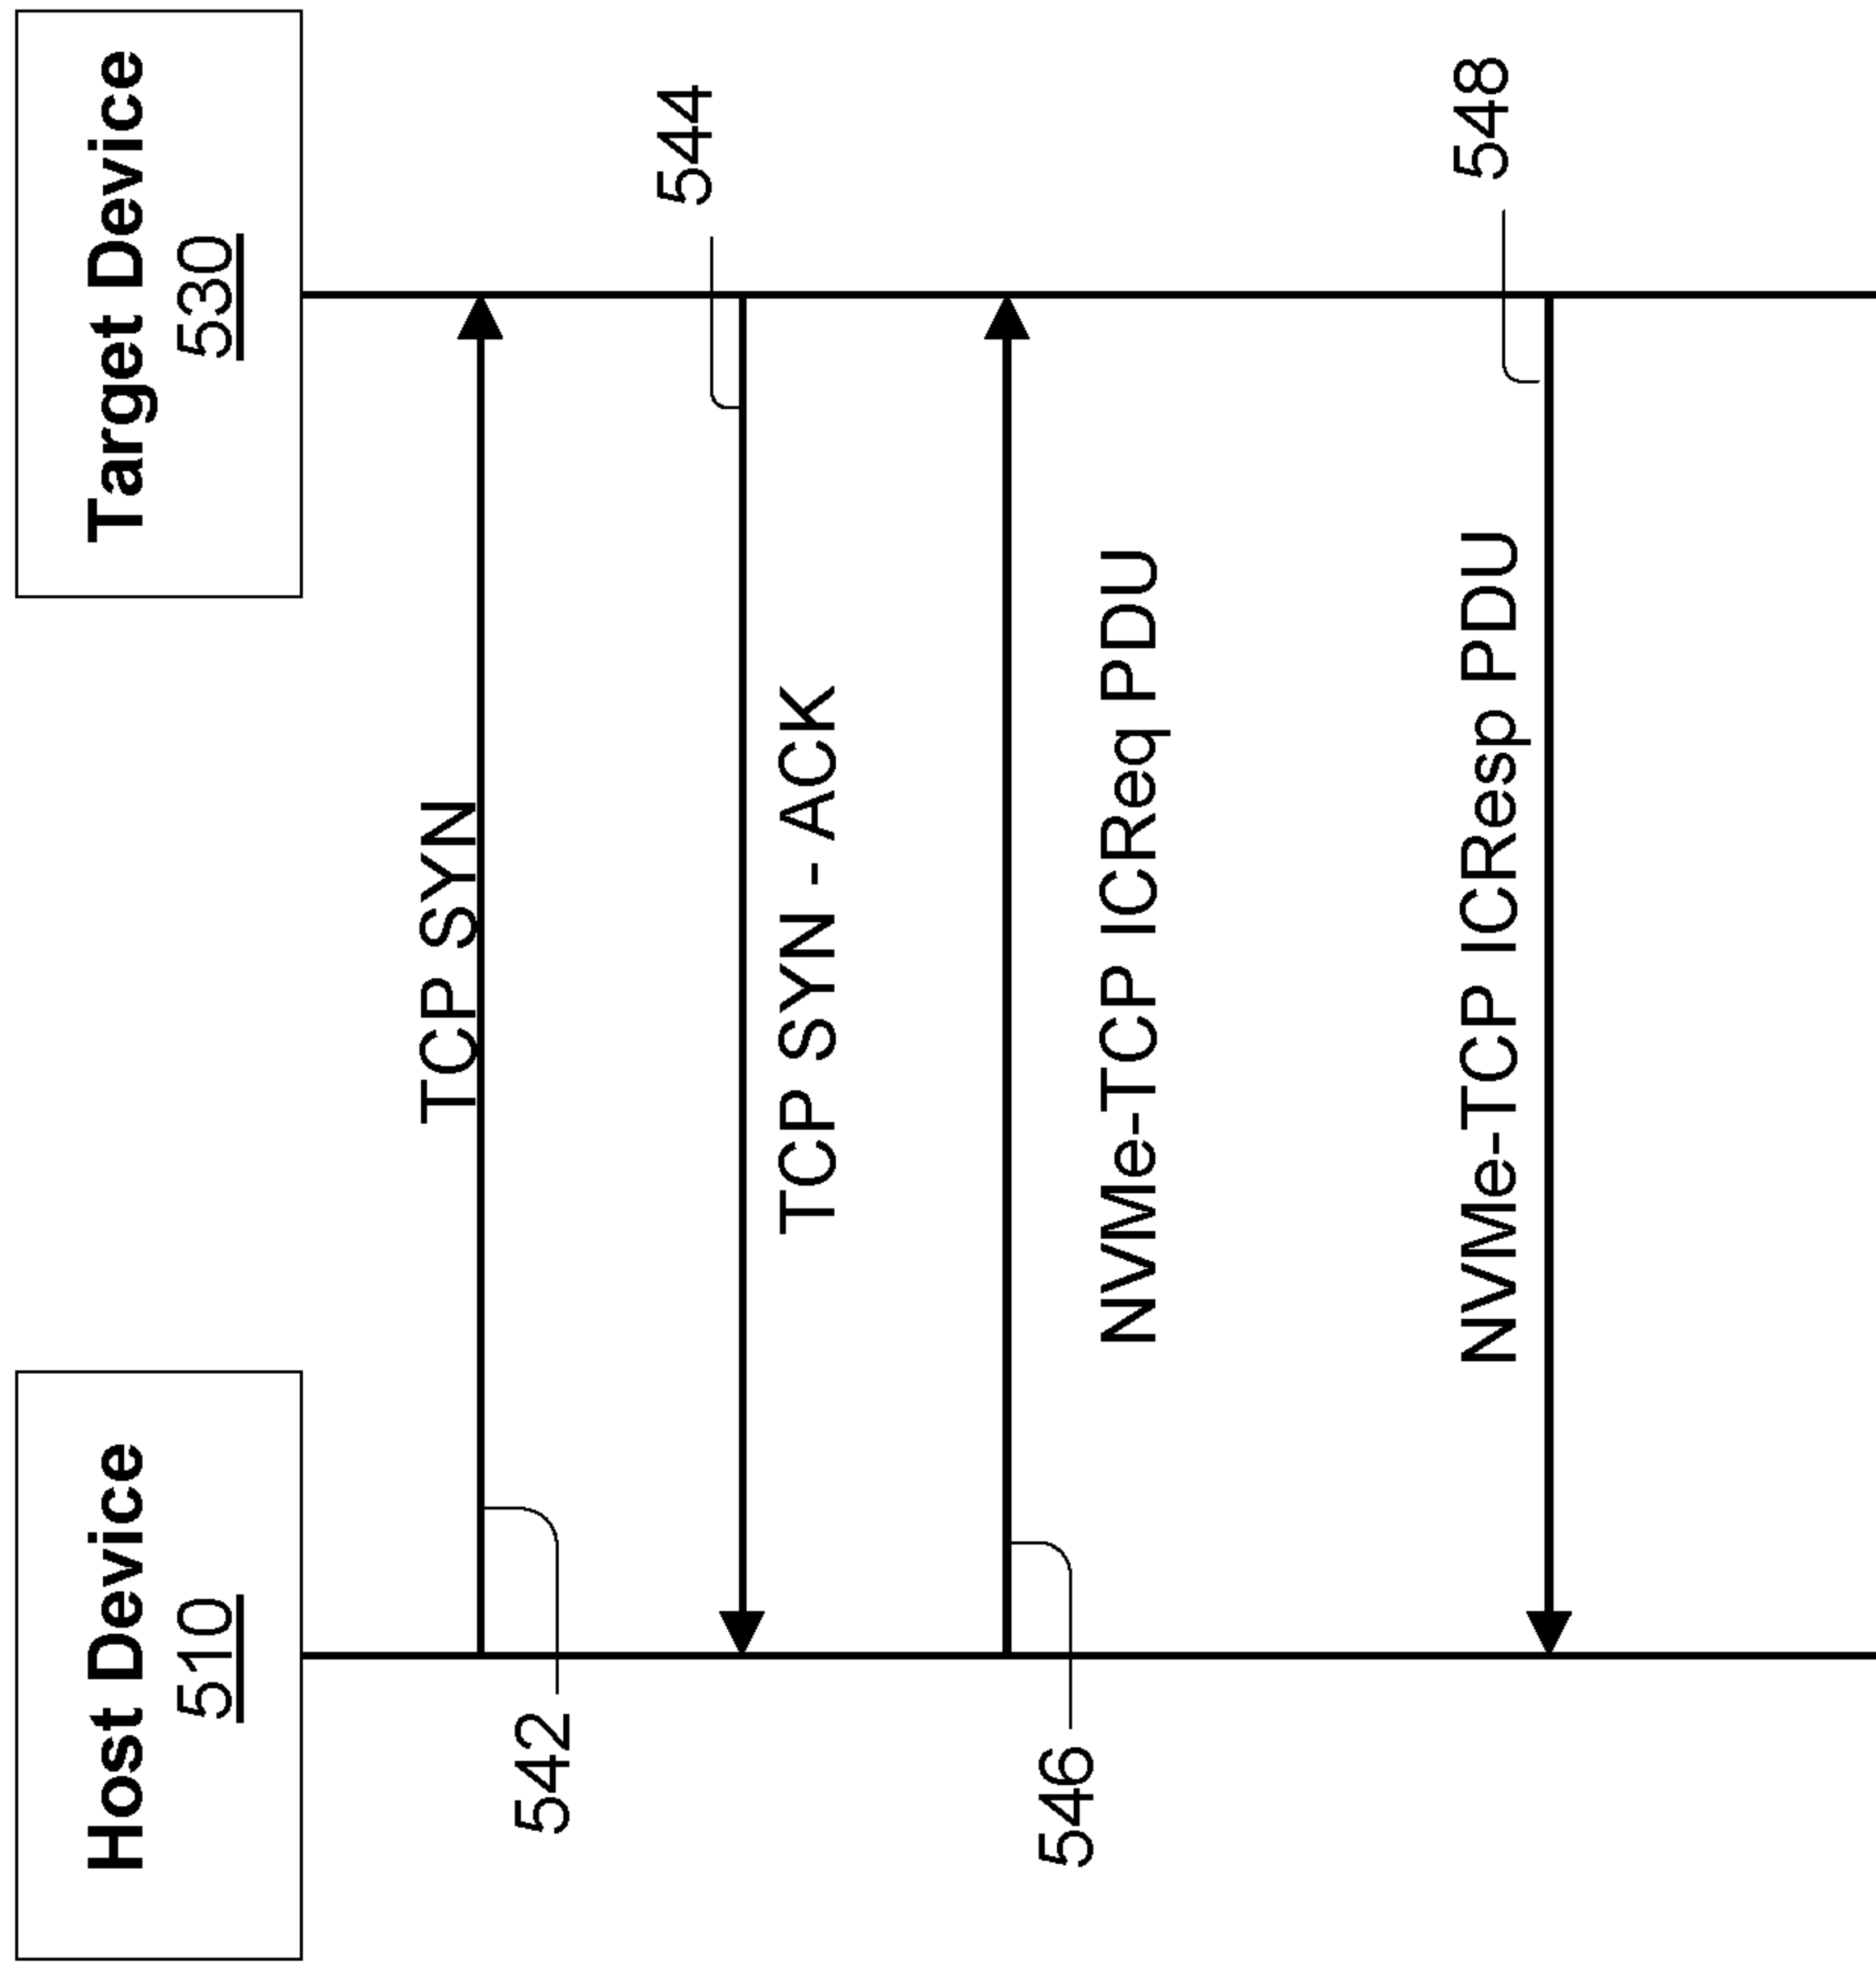 Host Device
510
Target Device
530
TCP SYN
542
544
TCP SYN - ACK
546
NVMe-TCP ICReq PDU
548
NVMe-TCP ICResp PDU